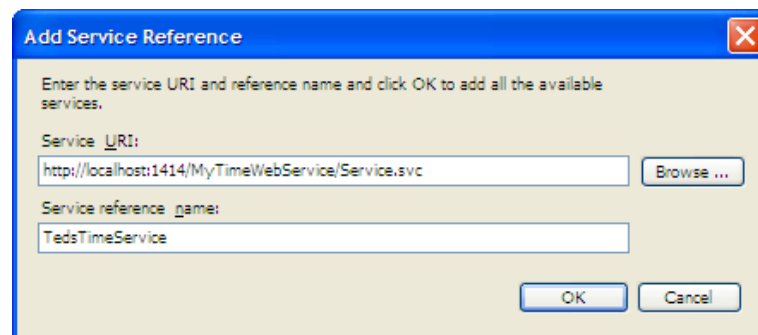 Add Service Reference
Enter the service URI and reference name and click OK to add all the available
services.
Service URI:
http://localhost:1414/MyTimeWebService/Service.svc
Browse ...
Service reference name:
TedsTimeService
OK
Cancel